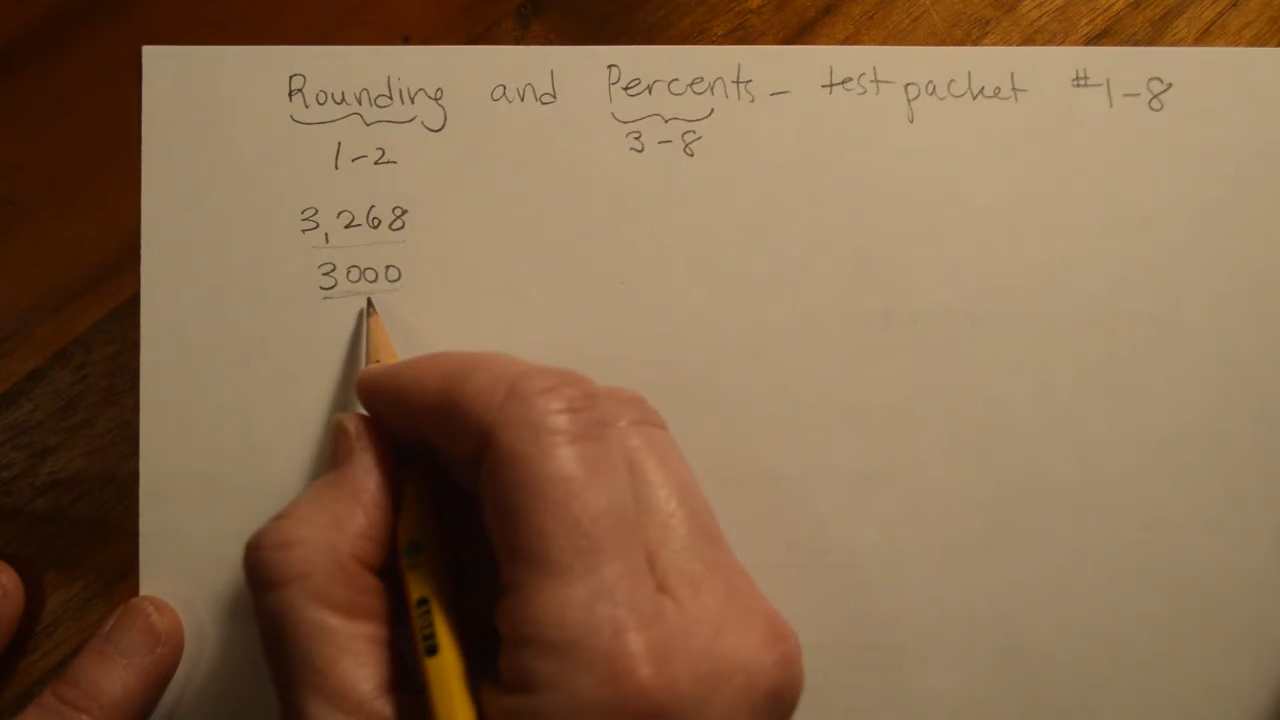 Rounding and Percents - test packet #1-8
1-2 3-8
3,268
3000